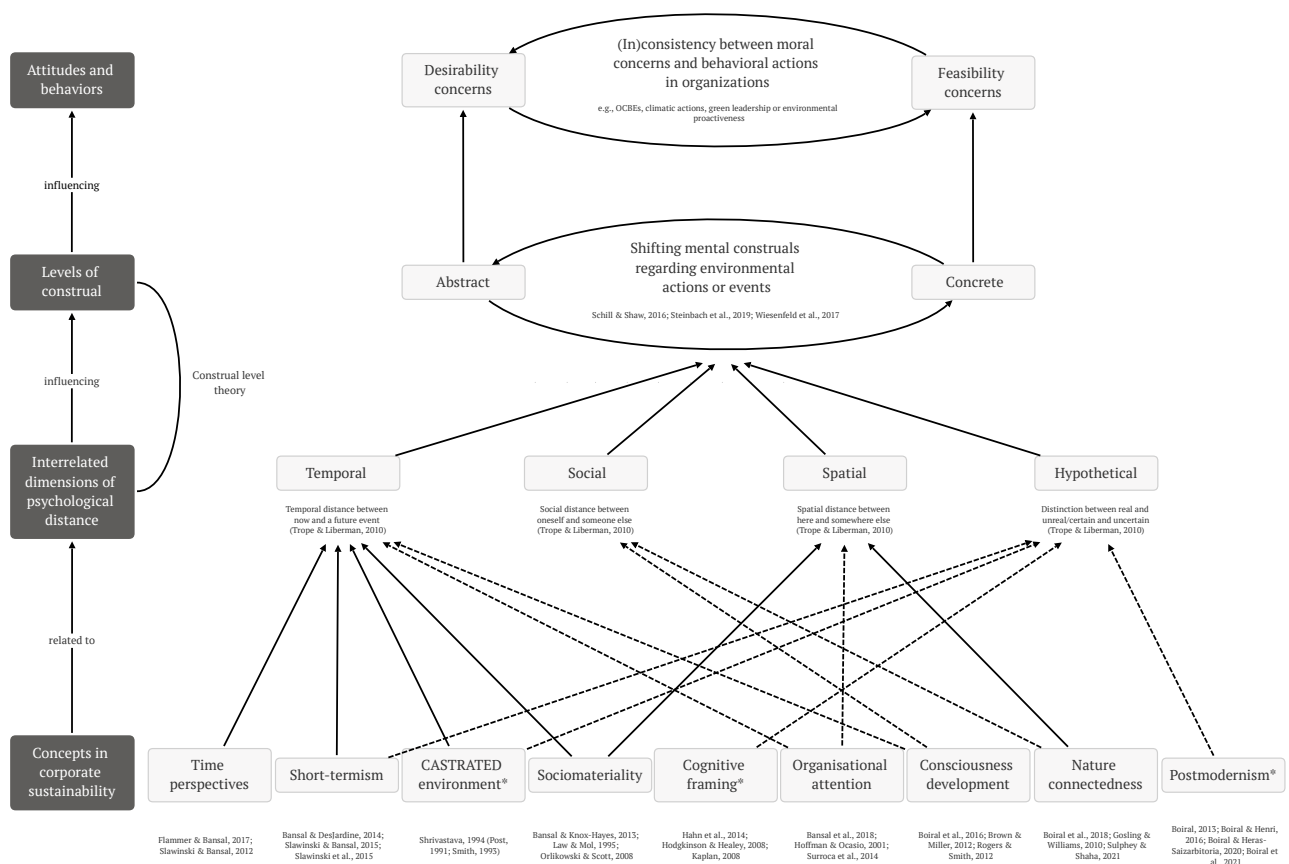 (In)consistency between moral
concerns and behavioral actions
in organizations
e.g., OCBEs, climatic actions, green leadership or environmental
proactiveness
Attitudes and
behaviors
Desirability
concerns
Feasibility
concerns
influencing
Shifting mental construals
regarding environmental
actions or events
Schill & Shaw, 2016; Steinbach et al., 2019; Wiesenfeld et al., 2017
Levels of
construal
Abstract
Concrete
influencing
Construal level
theory
Interrelated
dimensions of
psychological
distance
Temporal
Temporal distance between
now and a future event
(Trope & Liberman, 2010)
Social
Social distance between
oneself and someone else
(Trope & Liberman, 2010)
Spatial
Spatial distance between
here and somewhere else
(Trope & Liberman, 2010)
Hypothetical
Distinction between real and
unreal/certain and uncertain
(Trope & Liberman, 2010)
related to
Concepts in
corporate
sustainability
Time
perspectives
Short-termism
CASTRATED
environment*
Sociomateriality
Cognitive
framing*
Organisational
attention
Consciousness
development
Nature
connectedness
Postmodernism*
Flammer & Bansal, 2017;
Slawinski & Bansal, 2012
Bansal & DesJardine, 2014;
Slawinski & Bansal, 2015;
Slawinski et al., 2015
Shrivastava, 1994 (Post,
1991; Smith, 1993)
Bansal & Knox-Hayes, 2013;
Law & Mol, 1995;
Orlikowski & Scott, 2008
Hahn et al., 2014;
Hodgkinson & Healey, 2008;
Kaplan, 2008
Bansal et al., 2018;
Hoffman & Ocasio, 2001;
Surroca et al., 2014
Boiral et al., 2016; Brown &
Miller, 2012; Rogers &
Smith, 2012
Boiral et al., 2018; Gosling &
Williams, 2010; Sulphey &
Shaha, 2021
Boiral, 2013; Boiral & Henri,
2016; Boiral & Heras-
Saizarbitoria, 2020; Boiral et
al., 2021